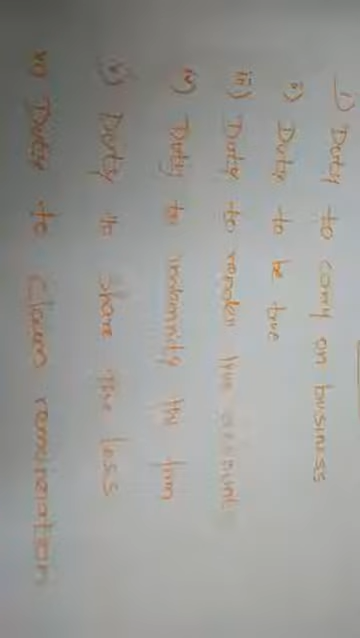 i) Duty to carry on business
ii) Duty to be true
iii) Duty to render true account
iv) Duty to indemnity the firm
v) Duty to share the loss
vi) Duty to claim remuneration